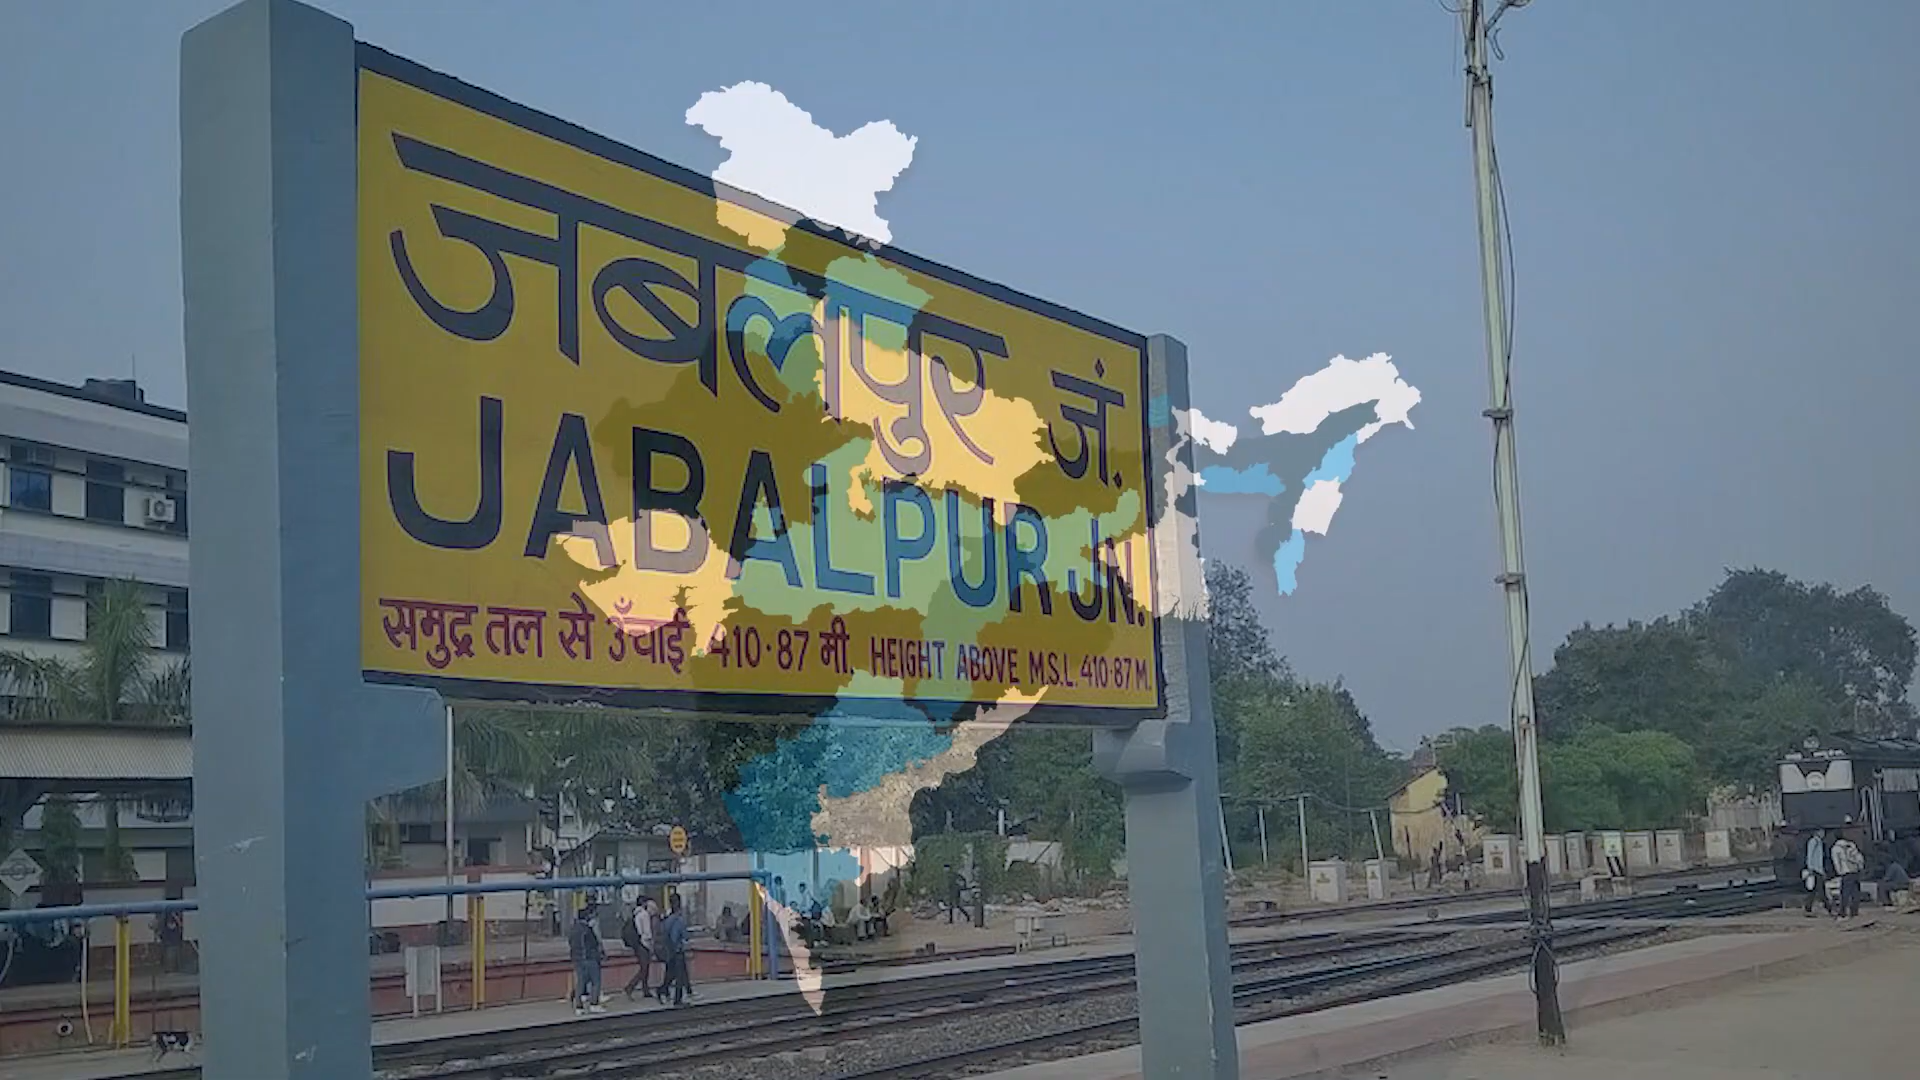 जबलपुर जं.
JABALPUR JN.
समुद्र तल से उँचाई 410·87 मी. HEIGHT ABOVE M.S.L. 410·87 M.